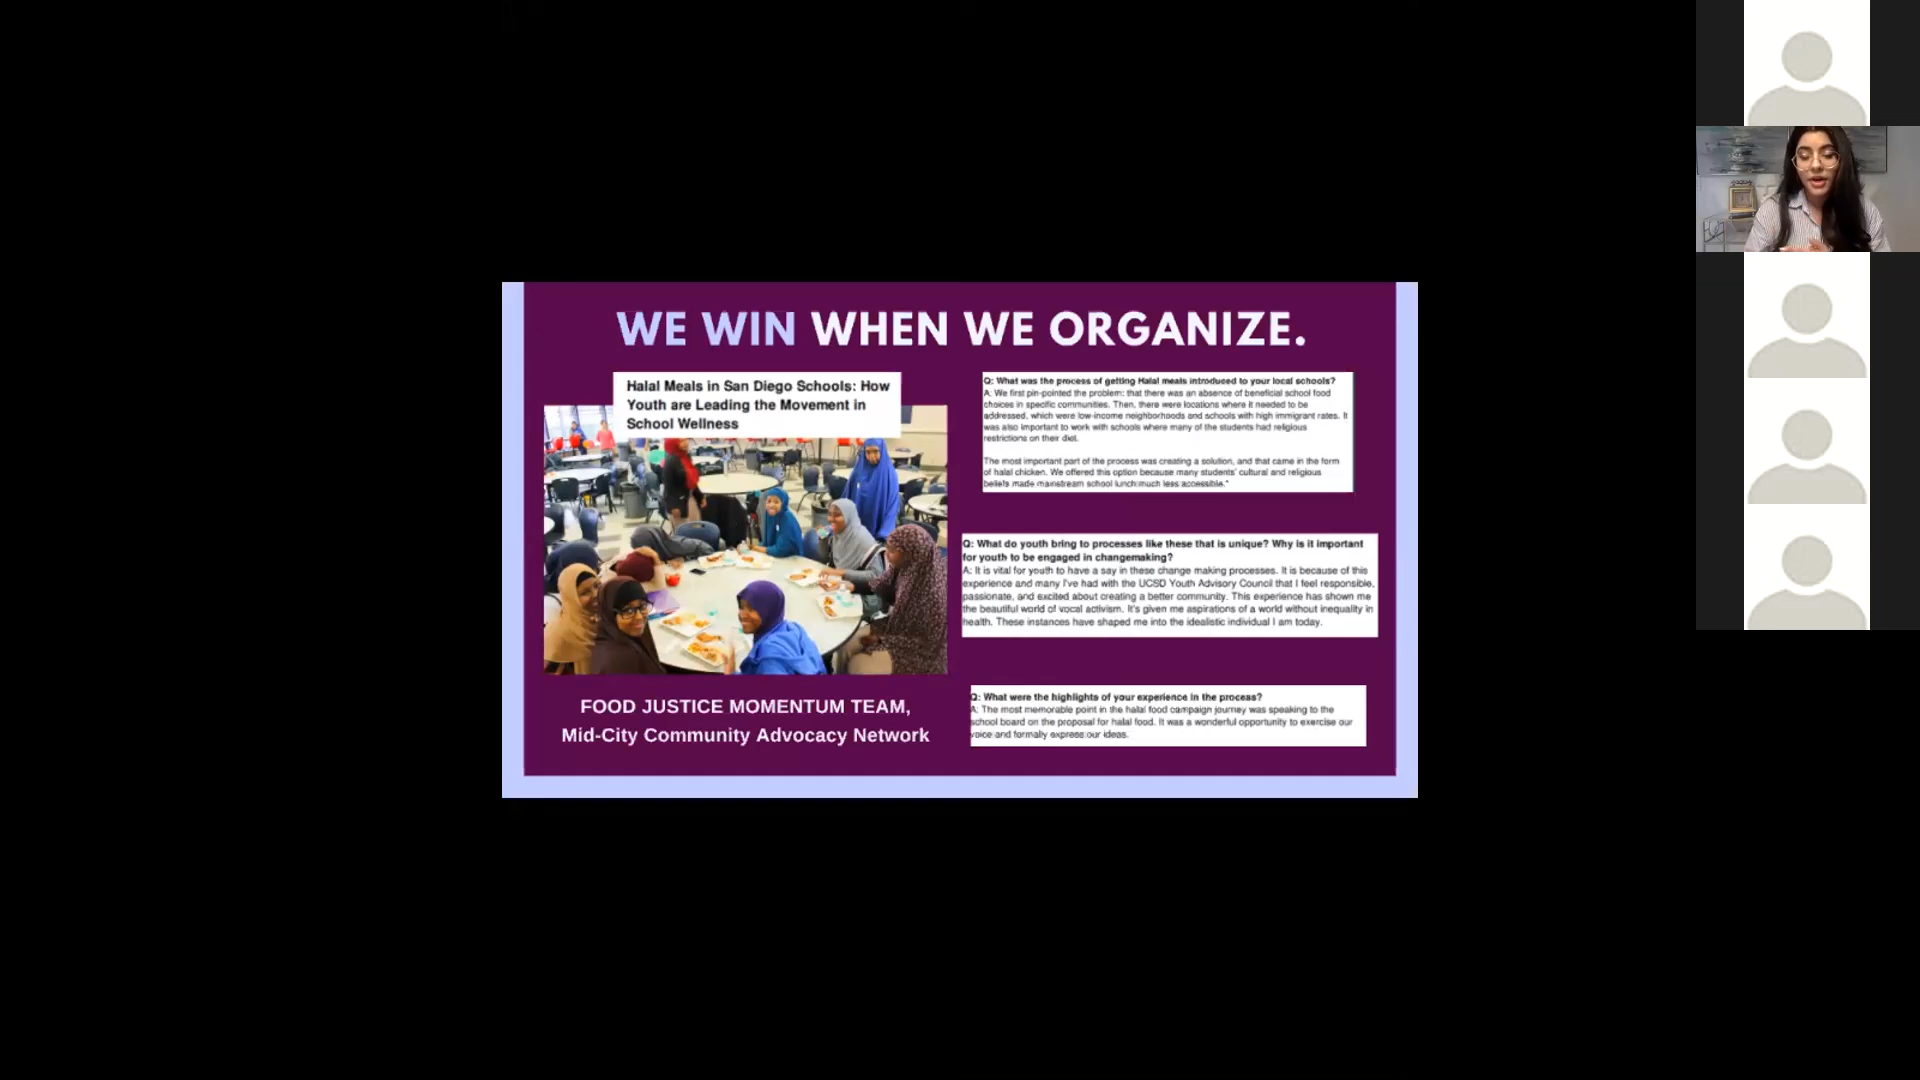 WE WIN WHEN WE ORGANIZE.
Halal Meals in San Diego Schools: How
Youth are Leading the Movement in
School Wellness
FOOD JUSTICE MOMENTUM TEAM,
Mid-City Community Advocacy Network
Q: What was the process of getting Halal meals introduced to your local schools?
A: We first pin-pointed the problem: that there was an absence of beneficial school food
choices in specific communities. Then, there were locations where it needed to be
addressed, which were low-income neighborhoods and schools with high immigrant rates. It
was also important to work with schools where many of the students had religious
restrictions on their diet.
The most important part of the process was creating a solution, and that came in the form
of halal chicken. We offered this option because many students' cultural and religious
beliefs made mainstream school lunch much less accessible."
Q: What do youth bring to processes like these that is unique? Why is it important
for youth to be engaged in changemaking?
A: It is vital for youth to have a say in these change making processes. It is because of this
experience and many I've had with the UCSD Youth Advisory Council that I feel responsible,
passionate, and excited about creating a better community. This experience has shown me
the beautiful world of vocal activism. It's given me aspirations of a world without inequality in
health. These instances have shaped me into the idealistic individual I am today.
Q: What were the highlights of your experience in the process?
A: The most memorable point in the halal food campaign journey was speaking to the
school board on the proposal for halal food. It was a wonderful opportunity to exercise our
voice and formally express our ideas.